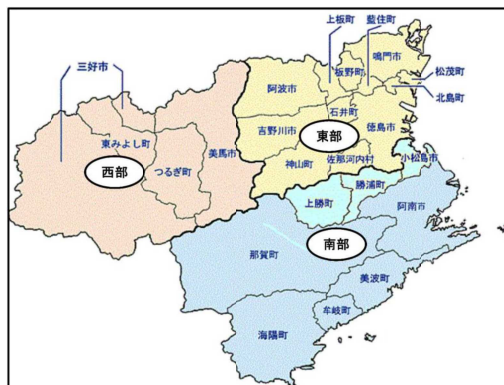 上板町
藍住町
鳴門市
三好市
板野町
松茂町
阿波市
北島町
石井町
東みよし町
美馬市
吉野川市
東部
徳島市
西部
つるぎ町
神山町
佐那河内村
小松島市
勝浦町
上勝町
阿南市
那賀町
南部
美波町
牟岐町
海陽町